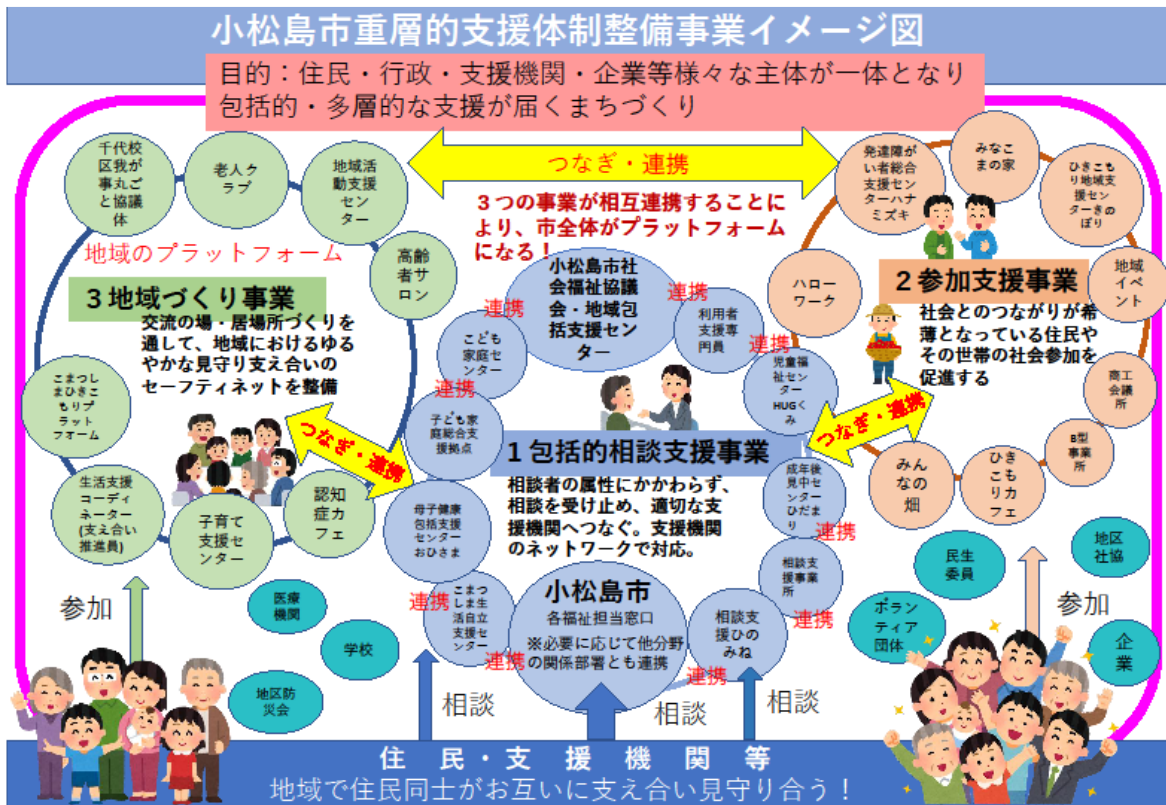 小松島市重層的支援体制整備事業イメージ図
目的：住民・行政・支援機関・企業等様々な主体が一体となり
包括的・多層的な支援が届くまちづくり
つなぎ・連携
３つの事業が相互連携することに
より、市全体がプラットフォーム
になる！
千代校
区我が
事丸ご
と協議
体
老人ク
ラブ
地域活
動支援
セン
ター
高齢
者サ
ロン
地域のプラットフォーム
３地域づくり事業
交流の場・居場所づくりを
通して、地域におけるゆる
やかな見守り支え合いの
セーフティネットを整備
こまつし
まひきこ
もりプ
ラット
フォーム
生活支援
コーディ
ネーター
(支え合い
推進員)
子育て
支援セ
ンター
認知
症カ
フェ
つなぎ・連携
小松島市社
会福祉協議
会・地域包
括支援セン
ター
連携
連携
連携
連携
こども
家庭セ
ンター
利用者
支援専
門員
子ども家
庭総合支
援拠点
児童福
祉セン
ター
HUGく
み
１包括的相談支援事業
相談者の属性にかかわらず、
相談を受け止め、適切な支
援機関へつなぐ。支援機関
のネットワークで対応。
母子健康
包括支援
センター
おひさま
成年後
見中セ
ンター
ひだま
り
連携
こまつ
しま生
活自立
支援セ
ンター
連携
連携
小松島市
各福祉担当窓口
※必要に応じて他分野
の関係部署とも連携
相談支
援事業
所
連携
相談支
援ひの
みね
連携
発達障が
い者総合
支援セン
ターハナ
ミズキ
みなこ
まの家
ひきこも
り地域支
援セン
ターきの
ぼり
ハロー
ワーク
地域
イベ
ント
２参加支援事業
社会とのつながりが希
薄となっている住民や
その世帯の社会参加を
促進する
商工
会議
所
B型
事業
所
ひき
こも
りカ
フェ
みん
なの
畑
つなぎ・連携
参加
医療
機関
学校
地区防
災会
相談
相談
相談
民生
委員
地区
社協
ボラン
ティア
団体
企
業
参加
住民・支援機関等
地域で住民同士がお互いに支え合い見守り合う！